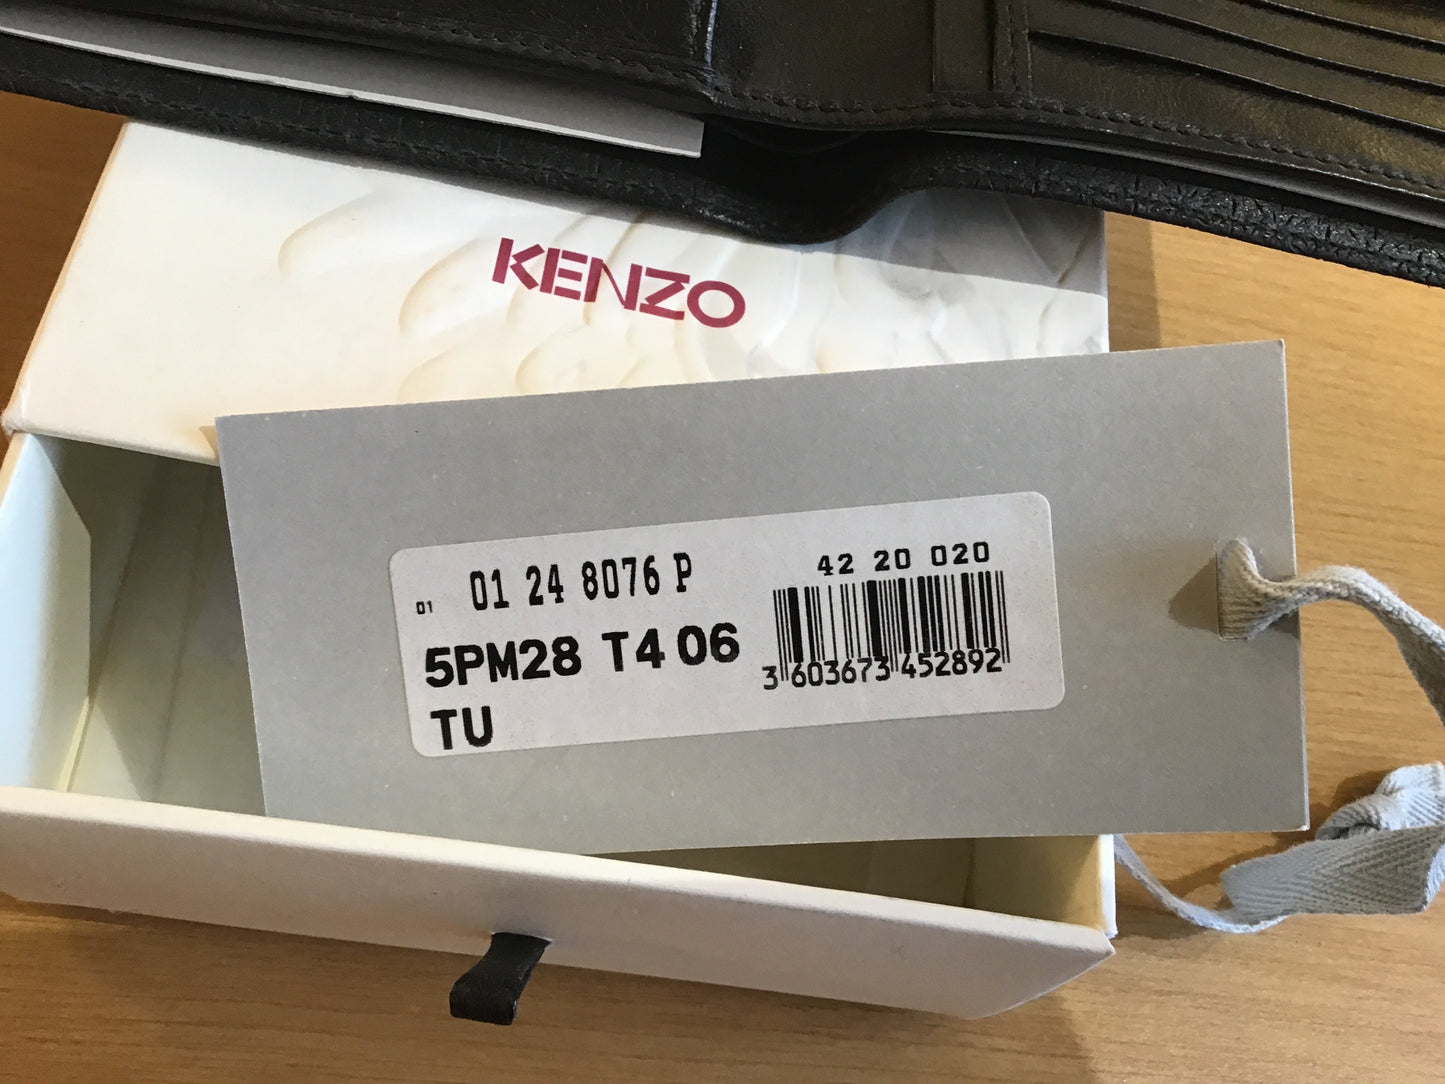 KENZO
01 01 24 8076 P
42 20 020
5PM28 T4 06
3 603673 452892
TU